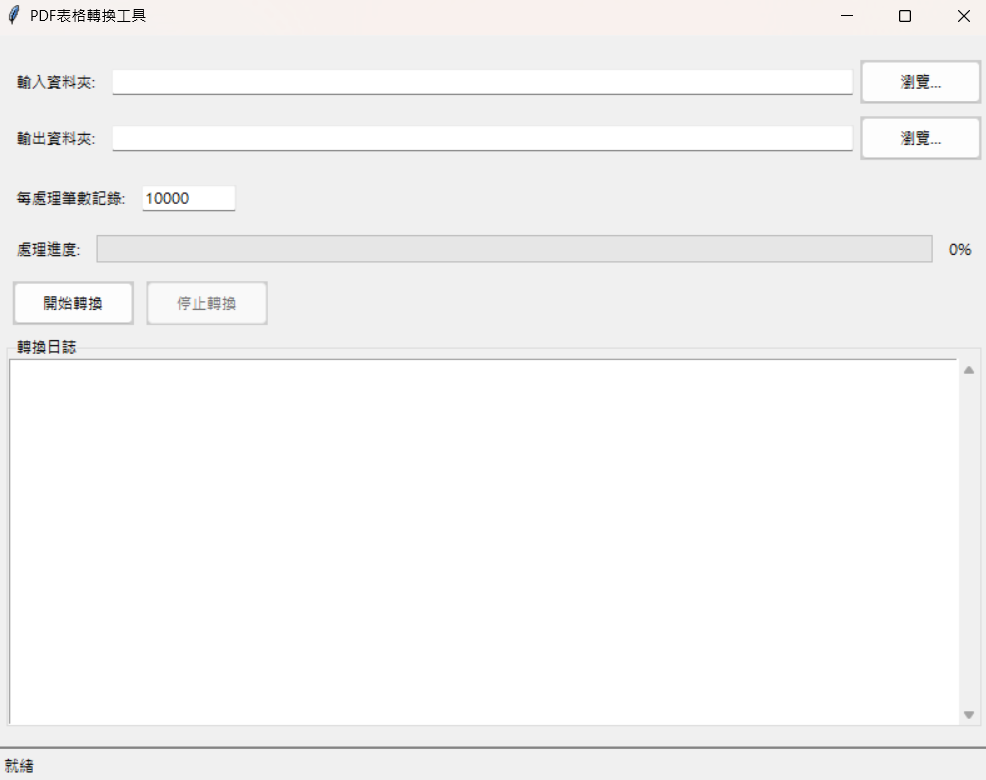 PDF表格轉換工具
輸入資料夾: 瀏覽...
輸出資料夾: 瀏覽...
每處理筆數記錄: 10000
處理進度: 0%
開始轉換 停止轉換
轉換日誌
就緒